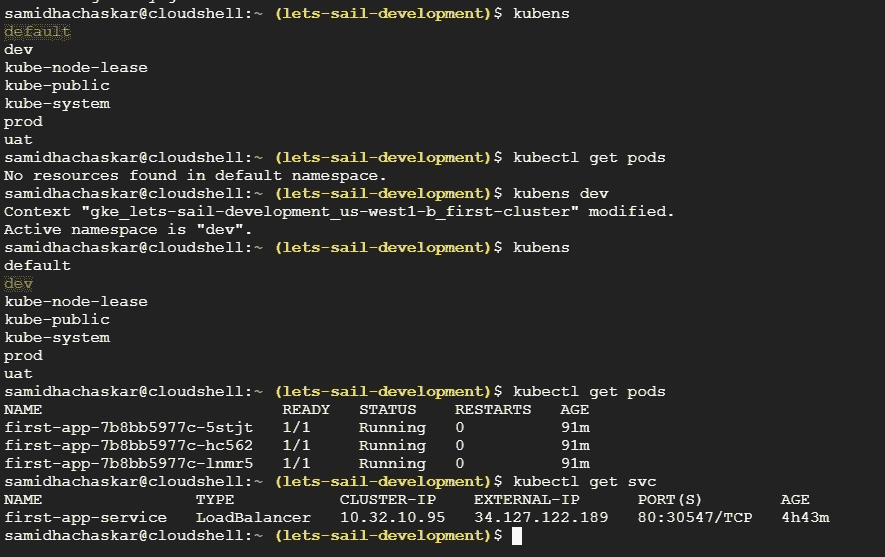 samidhachaskar@cloudshell:~ (lets-sail-development)$ kubens
default
dev
kube-node-lease
kube-public
kube-system
prod
uat
samidhachaskar@cloudshell:~ (lets-sail-development)$ kubectl get pods
No resources found in default namespace.
samidhachaskar@cloudshell:~ (lets-sail-development)$ kubens dev
Context "gke_lets-sail-development_us-west1-b_first-cluster" modified.
Active namespace is "dev".
samidhachaskar@cloudshell:~ (lets-sail-development)$ kubens
default
dev
kube-node-lease
kube-public
kube-system
prod
uat
samidhachaskar@cloudshell:~ (lets-sail-development)$ kubectl get pods
NAME READY STATUS RESTARTS AGE
first-app-7b8bb5977c-5stjt 1/1 Running 0 91m
first-app-7b8bb5977c-hc562 1/1 Running 0 91m
first-app-7b8bb5977c-lnmr5 1/1 Running 0 91m
samidhachaskar@cloudshell:~ (lets-sail-development)$ kubectl get svc
NAME TYPE CLUSTER-IP EXTERNAL-IP PORT(S) AGE
first-app-service LoadBalancer 10.32.10.95 34.127.122.189 80:30547/TCP 4h43m
samidhachaskar@cloudshell:~ (lets-sail-development)$